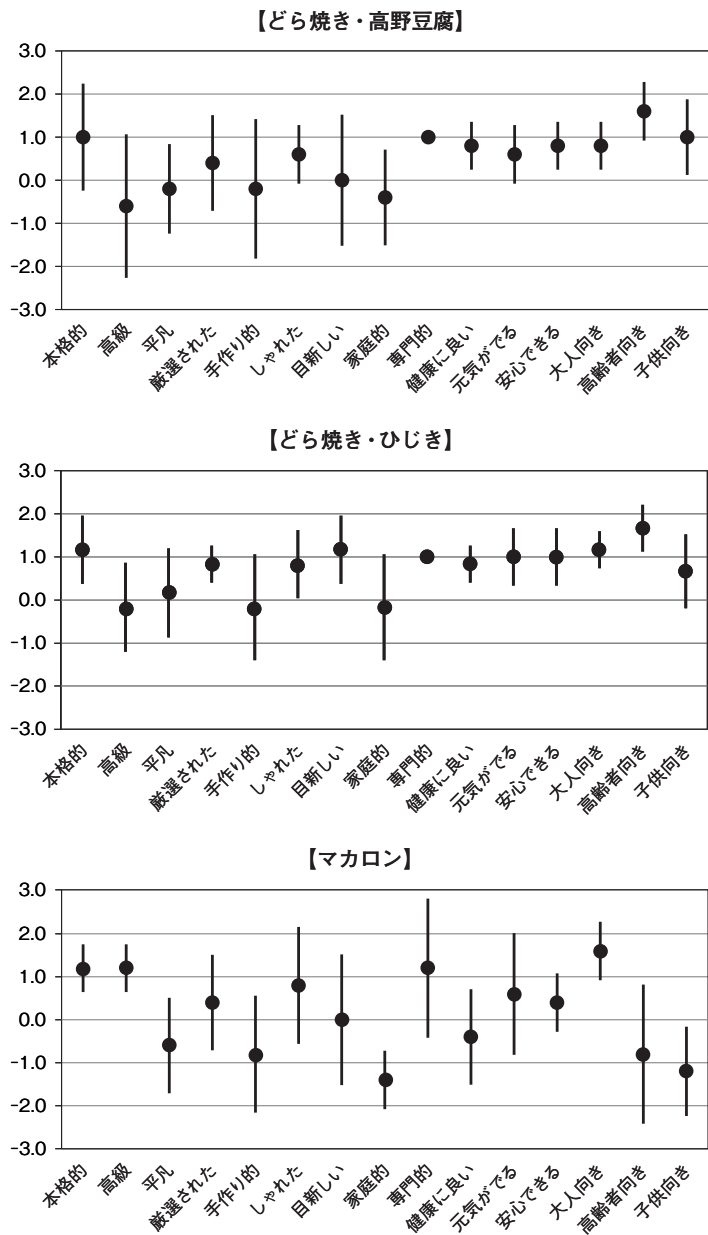 【どら焼き・高野豆腐】
3.0
2.0
1.0
0.0
-1.0
-2.0
-3.0
本格的
高級
平凡
厳選された
手作り的
しゃれた
目新しい
家庭的
専門的
健康に良い
元気がでる
安心できる
大人向き
高齢者向き
子供向き
【どら焼き・ひじき】
3.0
2.0
1.0
0.0
-1.0
-2.0
-3.0
本格的
高級
平凡
厳選された
手作り的
しゃれた
目新しい
家庭的
専門的
健康に良い
元気がでる
安心できる
大人向き
高齢者向き
子供向き
【マカロン】
3.0
2.0
1.0
0.0
-1.0
-2.0
-3.0
本格的
高級
平凡
厳選された
手作り的
しゃれた
目新しい
家庭的
専門的
健康に良い
元気がでる
安心できる
大人向き
高齢者向き
子供向き